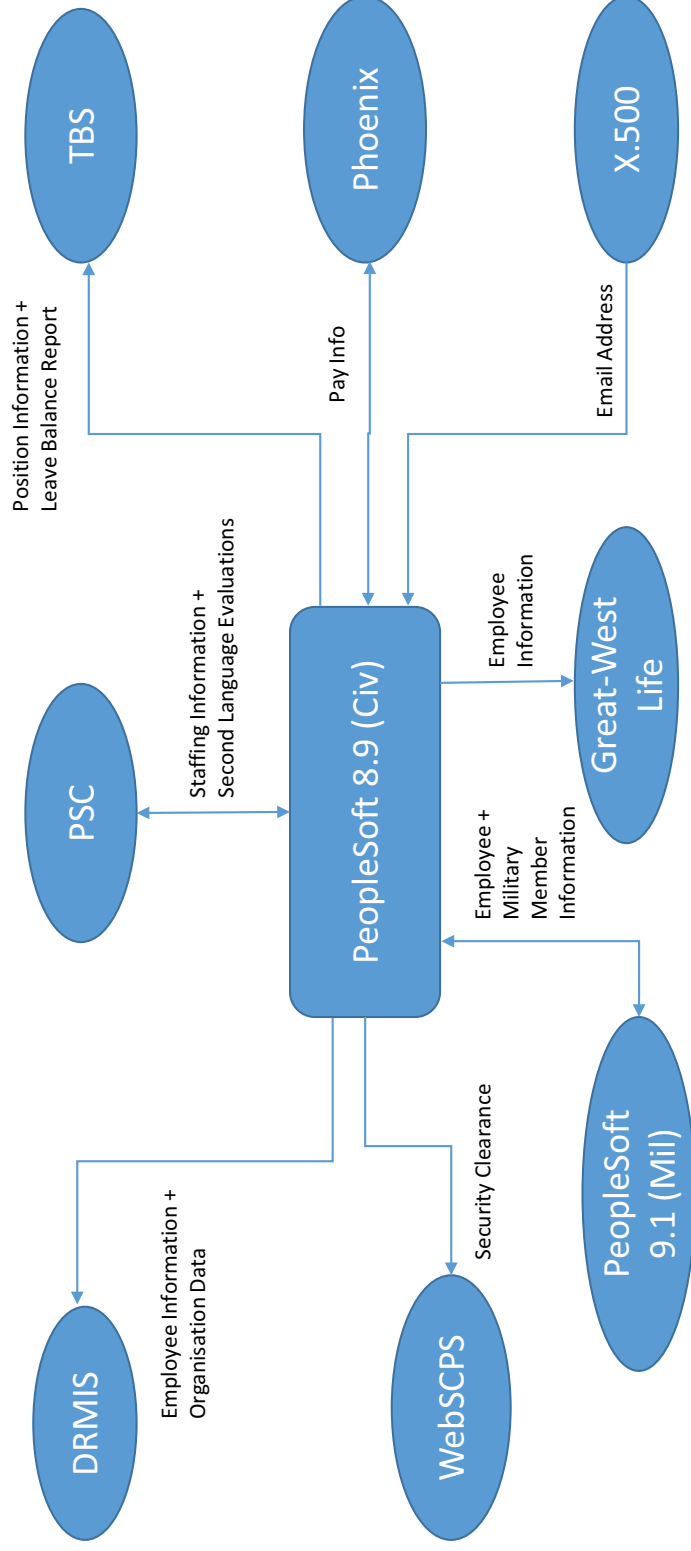 DRMIS
PSC
TBS
Employee Information +
Organisation Data
Staffing Information +
Second Language Evaluations
Position Information +
Leave Balance Report
PeopleSoft 8.9 (Civ)
Pay Info
Phoenix
WebSCPS
Security Clearance
Employee +
Military
Member
Information
Employee
Information
Email Address
PeopleSoft
9.1 (Mil)
Great-West
Life
X.500